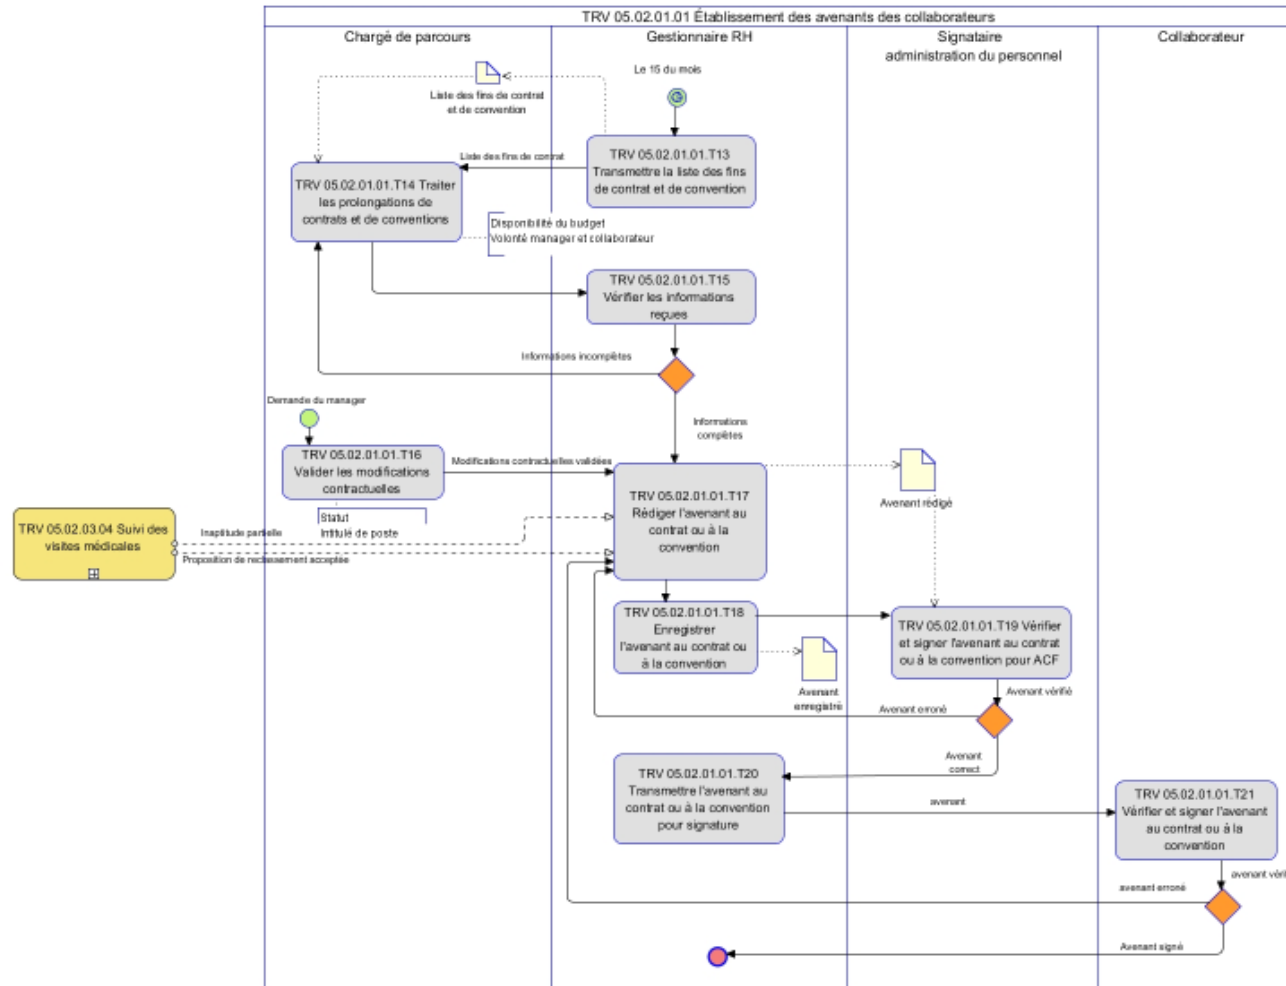 TRV 05.02.01.01 Établissement des avenants des collaborateurs
Chargé de parcours
Gestionnaire RH
Signataire
administration du personnel
Collaborateur
Le 15 du mois
Liste des fins de contrat
et de convention
TRV 05.02.01.01.T13
Transmettre la liste des fins
de contrat et de convention
Liste des fins de contrat
TRV 05.02.01.01.T14 Traiter
les prolongations de
contrats et de conventions
Disponibilité du budget
Volonté manager et collaborateur
TRV 05.02.01.01.T15
Vérifier les informations
reçues
Informations incomplètes
Demande du manager
Informations
complètes
TRV 05.02.01.01.T16
Valider les modifications
contractuelles
Modifications contractuelles validées
Statut
Intitulé de poste
TRV 05.02.01.01.T17
Rédiger l'avenant au
contrat ou à la
convention
Avenant rédigé
TRV 05.02.03.04 Suivi des
visites médicales
Inaptitude partielle
Proposition de reclassement acceptée
TRV 05.02.01.01.T18
Enregistrer
l'avenant au contrat ou
à la convention
TRV 05.02.01.01.T19 Vérifier
et signer l'avenant au contrat
ou à la convention pour ACF
Avenant
enregistré
Avenant vérifié
Avenant erroné
Avenant
correct
TRV 05.02.01.01.T20
Transmettre l'avenant au
contrat ou à la convention
pour signature
avenant
TRV 05.02.01.01.T21
Vérifier et signer l'avenant
au contrat ou à la
convention
avenant véri
avenant erroné
Avenant signé